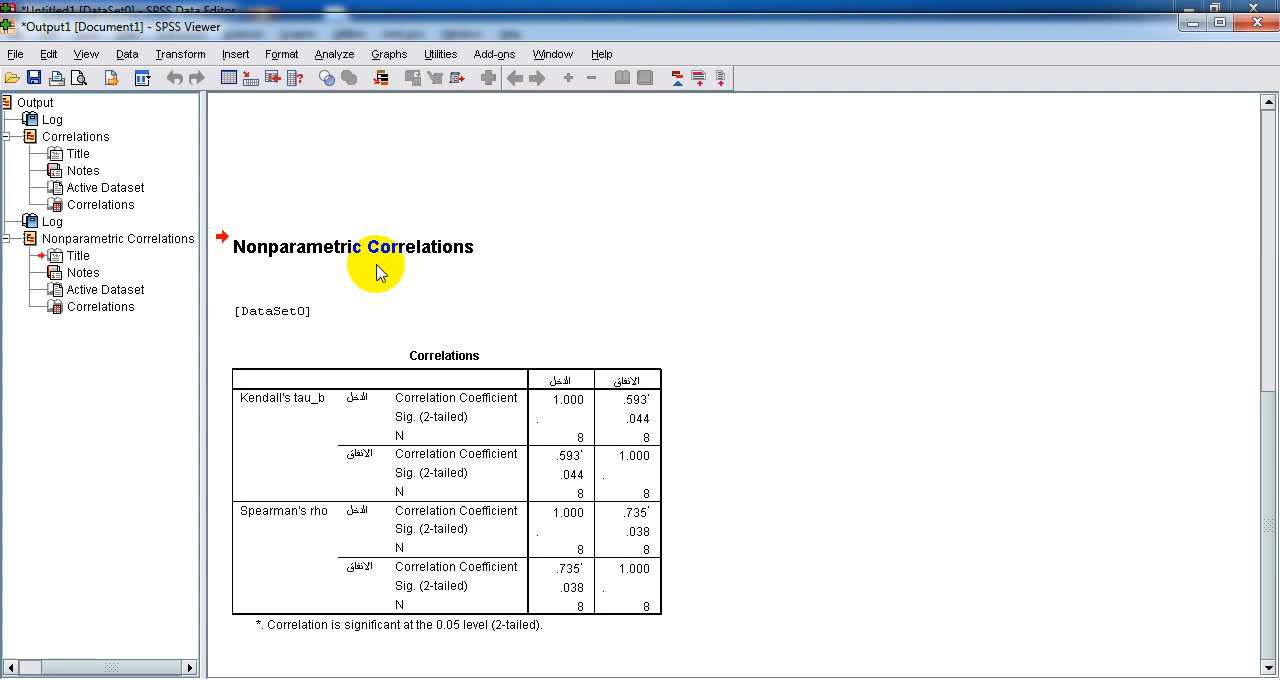 *Untitled1 [DataSet0] - SPSS Data Editor
*Output1 [Document1] - SPSS Viewer
File Edit View Data Transform Insert Format Analyze Graphs Utilities Add-ons Window Help
Output
Log
Correlations
Title
Notes
Active Dataset
Correlations
Log
Nonparametric Correlations
Title
Notes
Active Dataset
Correlations
Nonparametric Correlations
[DataSet0]
Correlations
الدخل الانفاق
Kendall's tau_b الدخل Correlation Coefficient 1.000 .593*
Sig. (2-tailed) . .044
N 8 8
الانفاق Correlation Coefficient .593* 1.000
Sig. (2-tailed) .044 .
N 8 8
Spearman's rho الدخل Correlation Coefficient 1.000 .735*
Sig. (2-tailed) . .038
N 8 8
الانفاق Correlation Coefficient .735* 1.000
Sig. (2-tailed) .038 .
N 8 8
*. Correlation is significant at the 0.05 level (2-tailed).